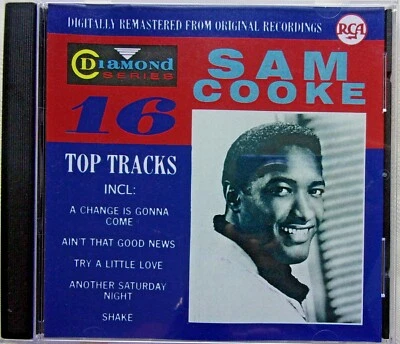 DIGITALLY REMASTERED FROM ORIGINAL RECORDINGS
RCA
CD
DIAMOND
SERIES
SAM
COOKE
16
TOP TRACKS
INCL:
A CHANGE IS GONNA
COME
AIN'T THAT GOOD NEWS
TRY A LITTLE LOVE
ANOTHER SATURDAY
NIGHT
SHAKE